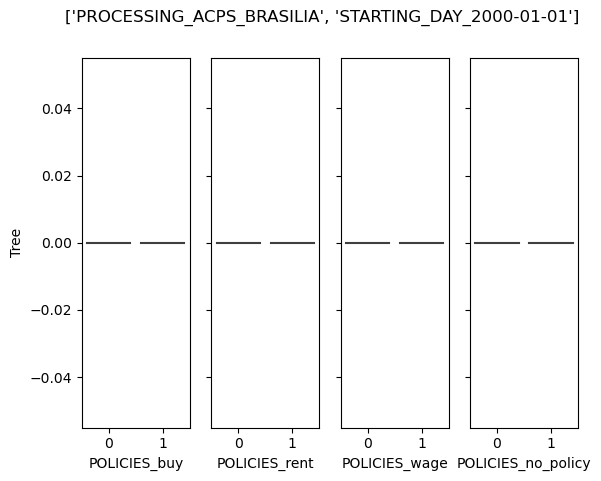 ['PROCESSING_ACPS_BRASILIA', 'STARTING_DAY_2000-01-01']
0.04
0.02
0.00
−0.02
−0.04
Tree
0 1 0 1 0 1 0 1
POLICIES_buy POLICIES_rent POLICIES_wage POLICIES_no_policy